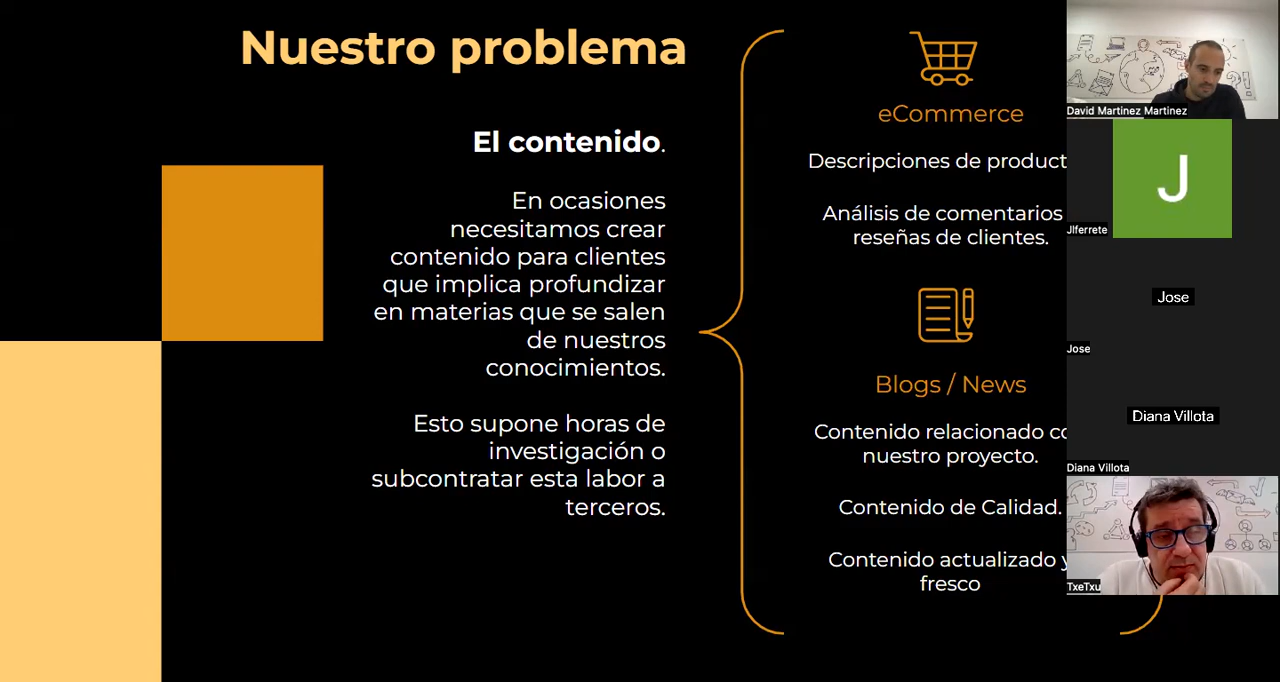 Nuestro problema
El contenido.
En ocasiones
necesitamos crear
contenido para clientes
que implica profundizar
en materias que se salen
de nuestros
conocimientos.
Esto supone horas de
investigación o
subcontratar esta labor a
terceros.
eCommerce
Descripciones de product
Análisis de comentarios
reseñas de clientes.
Blogs / News
Contenido relacionado co
nuestro proyecto.
Contenido de Calidad.
Contenido actualizado y
fresco
David Martinez Martinez
J
Jlferrete
Jose
Jose
Diana Villota
Diana Villota
TxeTxu